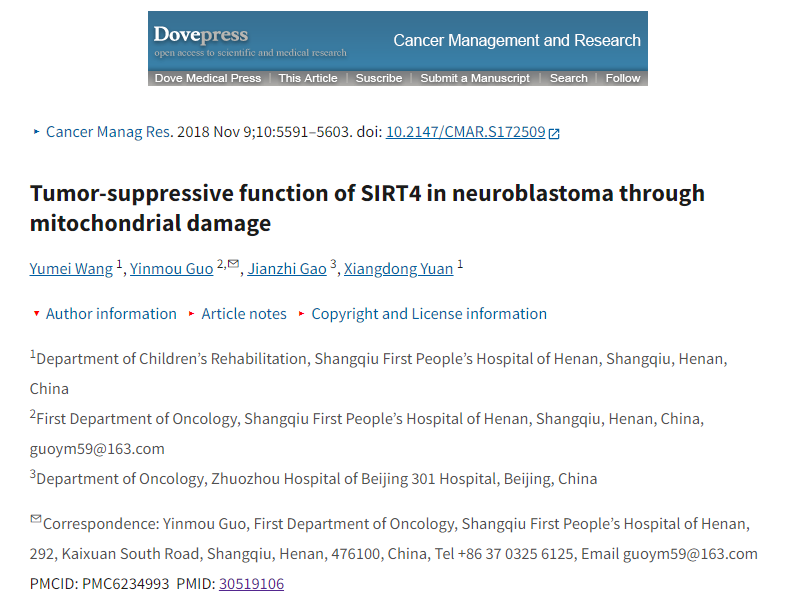 Dovepress
open access to scientific and medical research
Cancer Management and Research
Dove Medical Press | This Article | Suscribe | Submit a Manuscript | Search | Follow
Cancer Manag Res. 2018 Nov 9;10:5591–5603. doi: 10.2147/CMAR.S172509
Tumor-suppressive function of SIRT4 in neuroblastoma through
mitochondrial damage
Yumei Wang 1, Yinmou Guo 2,✉, Jianzhi Gao 3, Xiangdong Yuan 1
Author information Article notes Copyright and License information
1Department of Children’s Rehabilitation, Shangqiu First People’s Hospital of Henan, Shangqiu, Henan,
China
2First Department of Oncology, Shangqiu First People’s Hospital of Henan, Shangqiu, Henan, China,
guoym59@163.com
3Department of Oncology, Zhuozhou Hospital of Beijing 301 Hospital, Beijing, China
✉Correspondence: Yinmou Guo, First Department of Oncology, Shangqiu First People’s Hospital of Henan,
292, Kaixuan South Road, Shangqiu, Henan, 476100, China, Tel +86 37 0325 6125, Email guoym59@163.com
PMCID: PMC6234993 PMID: 30519106